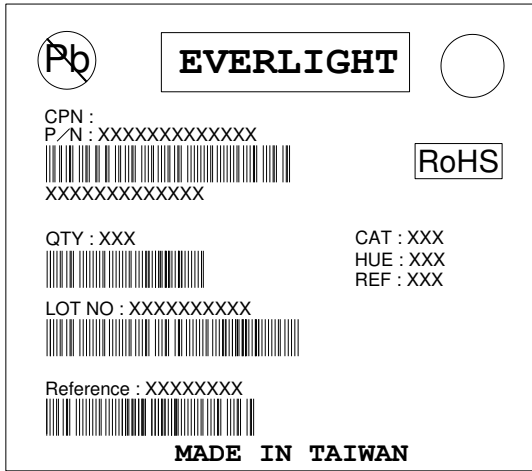 Pb
EVERLIGHT
CPN :
P/N : XXXXXXXXXXXXX
RoHS
XXXXXXXXXXXXX
QTY : XXX
CAT : XXX
HUE : XXX
REF : XXX
LOT NO : XXXXXXXXXX
Reference : XXXXXXXX
MADE IN TAIWAN